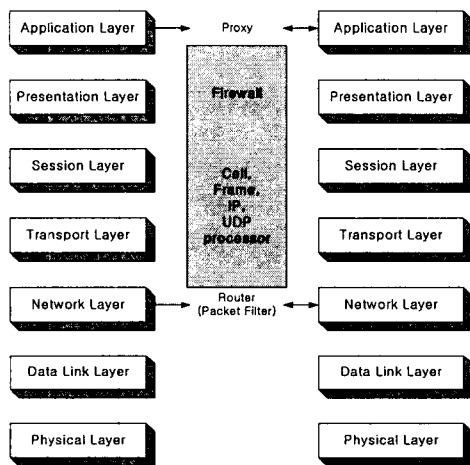 Application Layer
Proxy
Application Layer
Presentation Layer
Firewall
Presentation Layer
Session Layer
Cell,
Frame,
IP,
UDP
processor
Session Layer
Transport Layer
Transport Layer
Network Layer
Router
(Packet Filter)
Network Layer
Data Link Layer
Data Link Layer
Physical Layer
Physical Layer